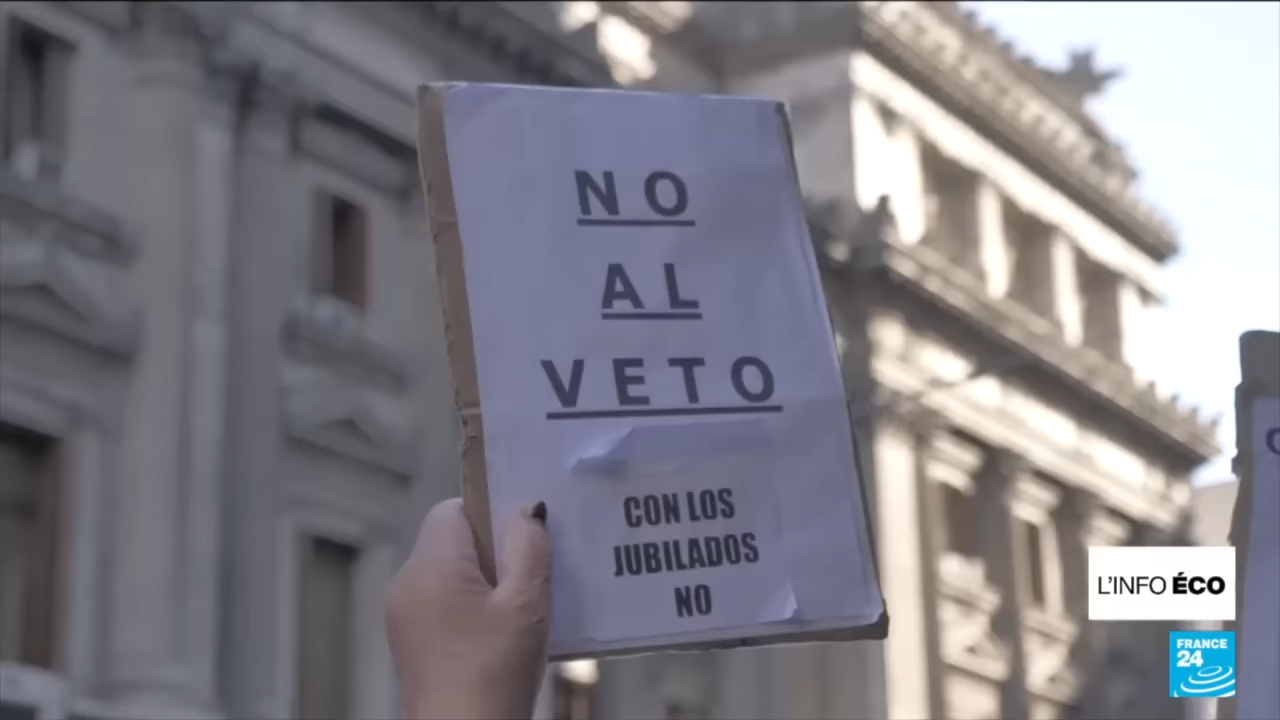 NO
AL
VETO
CON LOS
JUBILADOS
NO
L'INFO ÉCO
FRANCE
24